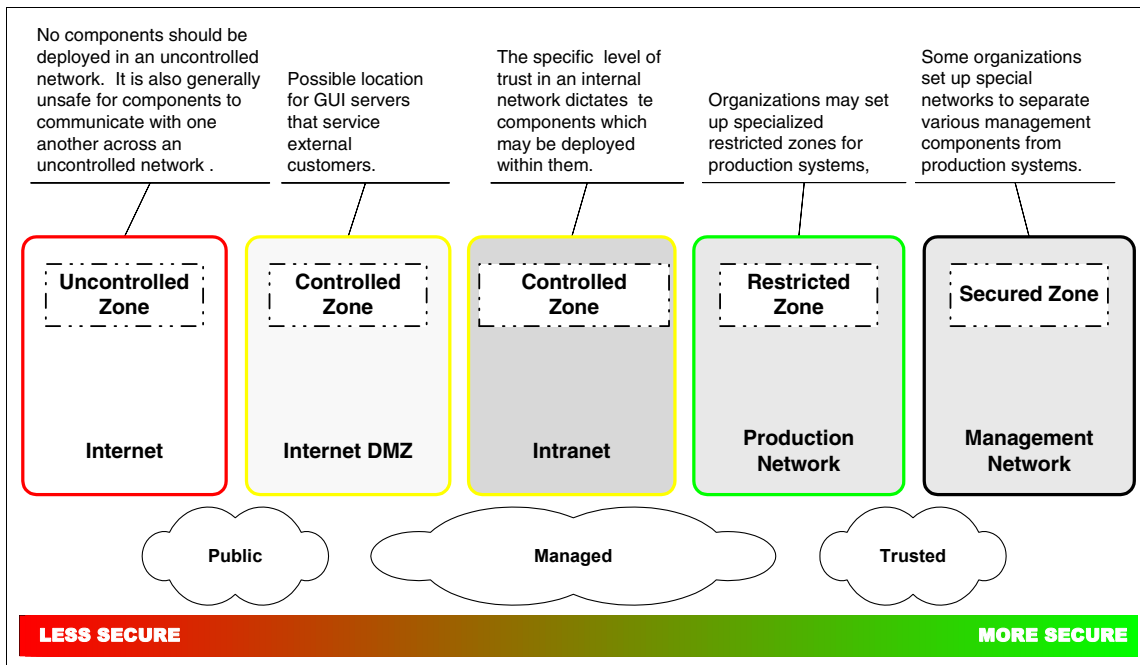 No components should be
deployed in an uncontrolled
network.  It is also generally
unsafe for components to
communicate with one
another across an
uncontrolled network .
Possible location
for GUI servers
that service
external
customers.
The specific  level of
trust in an internal
network dictates  te
components which
may be deployed
within them.
Organizations may set
up specialized
restricted zones for
production systems,
Some organizations
set up special
networks to separate
various management
components from
production systems.
Uncontrolled
Zone
Controlled
Zone
Controlled
Zone
Restricted
Zone
Secured Zone
Internet
Internet DMZ
Intranet
Production
Network
Management
Network
Public
Managed
Trusted
LESS SECURE
MORE SECURE